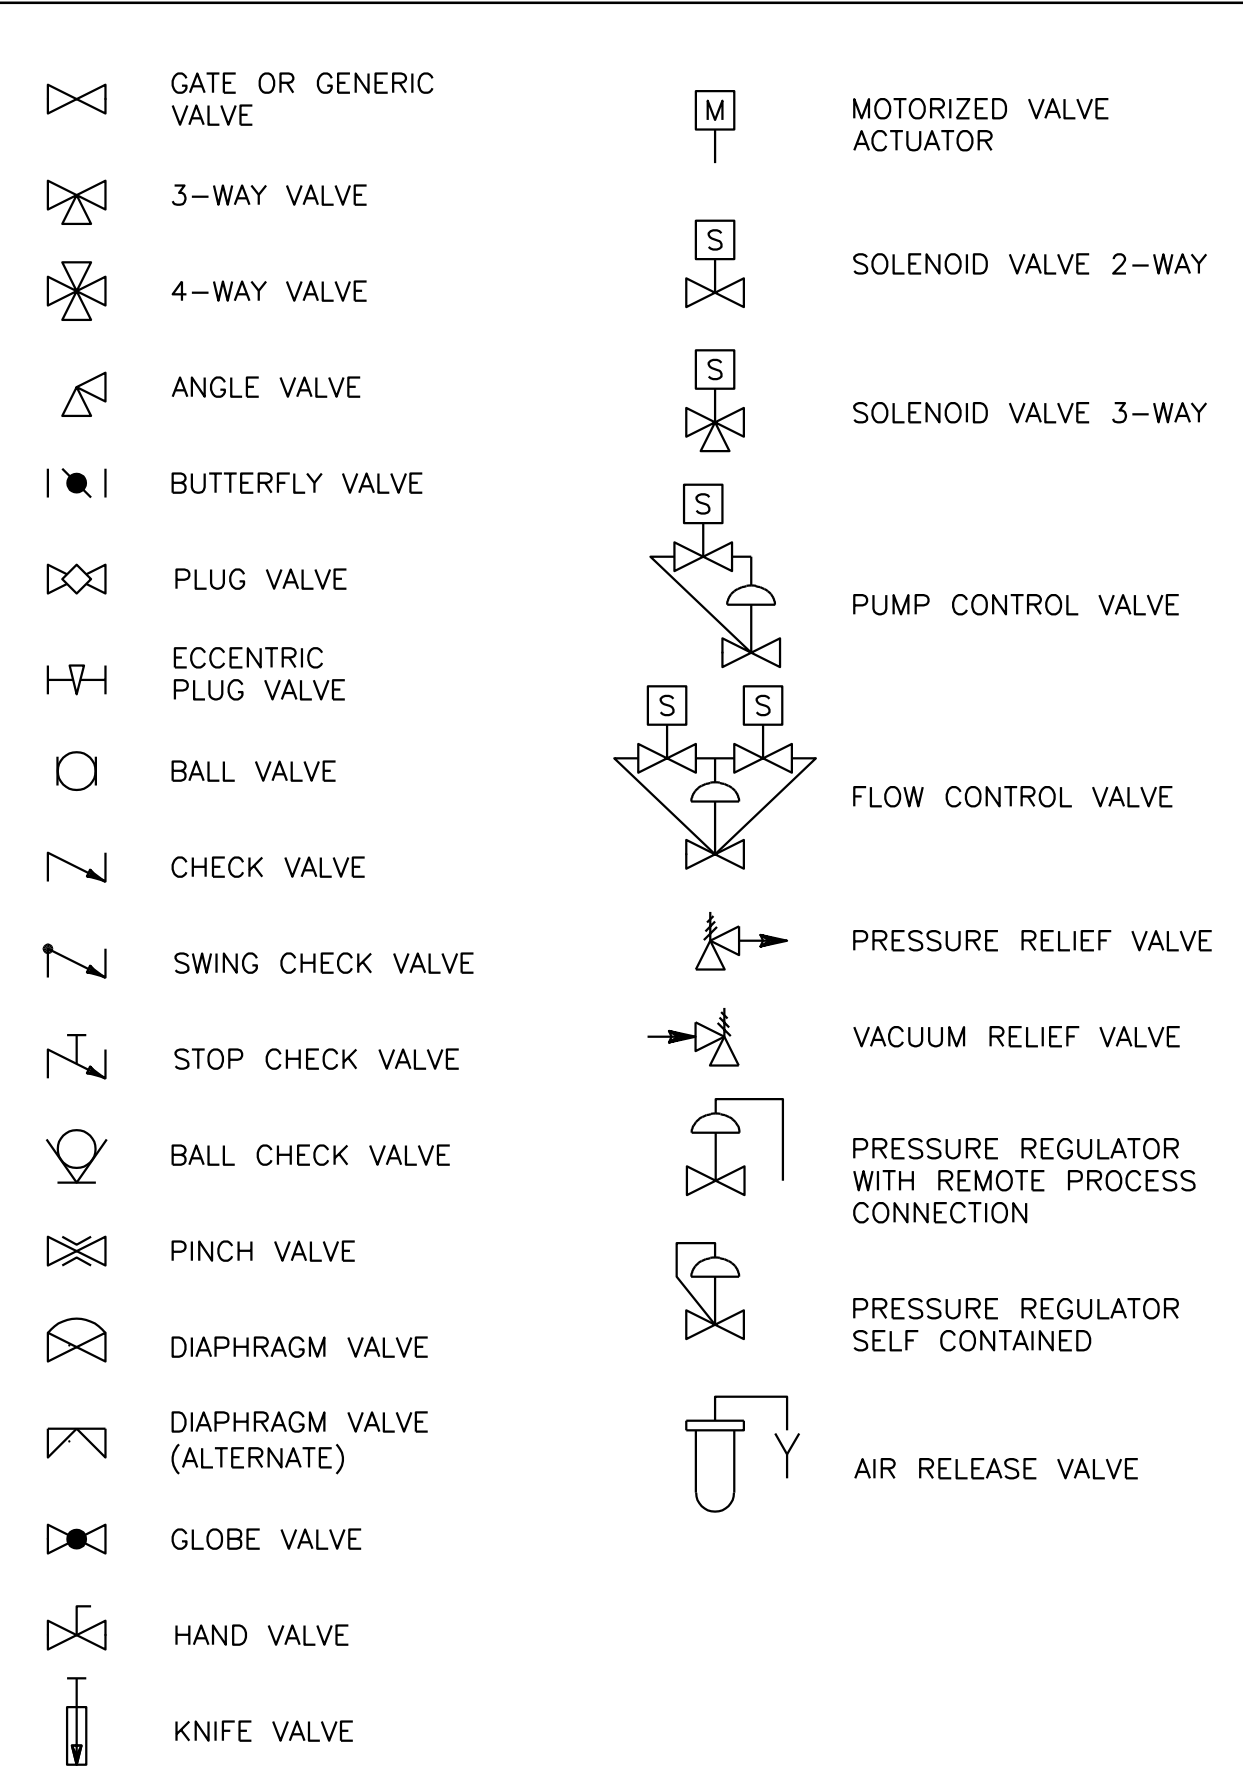 GATE OR GENERIC
VALVE
3-WAY VALVE
4-WAY VALVE
ANGLE VALVE
BUTTERFLY VALVE
PLUG VALVE
ECCENTRIC
PLUG VALVE
BALL VALVE
CHECK VALVE
SWING CHECK VALVE
STOP CHECK VALVE
BALL CHECK VALVE
PINCH VALVE
DIAPHRAGM VALVE
DIAPHRAGM VALVE
(ALTERNATE)
GLOBE VALVE
HAND VALVE
KNIFE VALVE
M
MOTORIZED VALVE
ACTUATOR
S
SOLENOID VALVE 2-WAY
S
SOLENOID VALVE 3-WAY
S
PUMP CONTROL VALVE
S S
FLOW CONTROL VALVE
PRESSURE RELIEF VALVE
VACUUM RELIEF VALVE
PRESSURE REGULATOR
WITH REMOTE PROCESS
CONNECTION
PRESSURE REGULATOR
SELF CONTAINED
AIR RELEASE VALVE